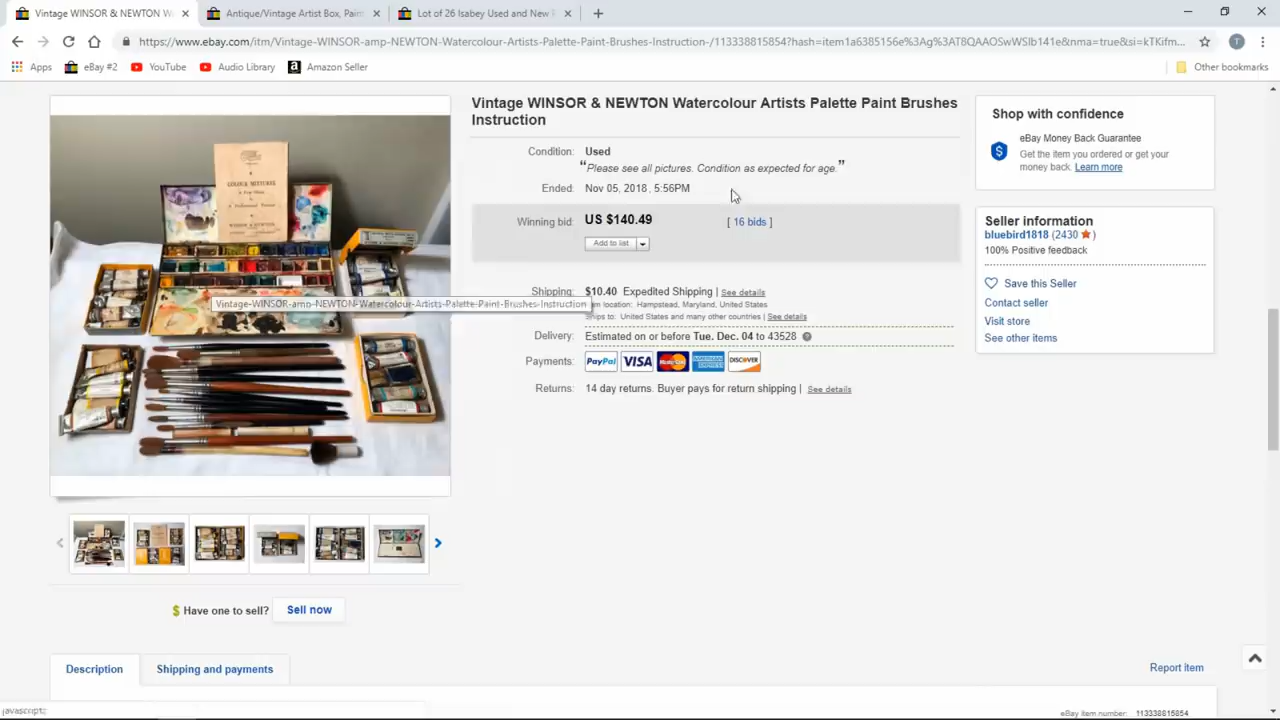 Vintage WINSOR & NEWTON Wa
Antique/Vintage Artist Box, Pain
Lot of 26 Isabey Used and New
https://www.ebay.com/itm/Vintage-WINSOR-amp-NEWTON-Watercolour-Artists-Palette-Paint-Brushes-Instruction-/113338815854?hash=item1a6385156e%3Ag%3AT8QAAOSwWSlb141e&nma=true&si=kTKifm...
T
Apps
eBay #2
YouTube
Audio Library
Amazon Seller
Other bookmarks
Vintage WINSOR & NEWTON Watercolour Artists Palette Paint Brushes
Instruction
Condition: Used
"Please see all pictures. Condition as expected for age."
Ended: Nov 05, 2018 , 5:56PM
Winning bid: US $140.49 [ 16 bids ]
Add to list
Shipping: $10.40 Expedited Shipping | See details
em location: Hampstead, Maryland, United States
Ships to: United States and many other countries | See details
Delivery: Estimated on or before Tue. Dec. 04 to 43528
Payments: PayPal VISA MasterCard AMERICAN EXPRESS DISCOVER
Returns: 14 day returns. Buyer pays for return shipping | See details
Shop with confidence
eBay Money Back Guarantee
Get the item you ordered or get your
money back. Learn more
Seller information
bluebird1818 (2430 ★ )
100% Positive feedback
Save this Seller
Contact seller
Visit store
See other items
COLOUR MIXTURES
Vintage-WINSOR-amp-NEWTON-Watercolour-Artists-Palette-Paint-Brushes-Instruction
$ Have one to sell? Sell now
Description
Shipping and payments
Report item
javascript:
eBay item number: 113338815854